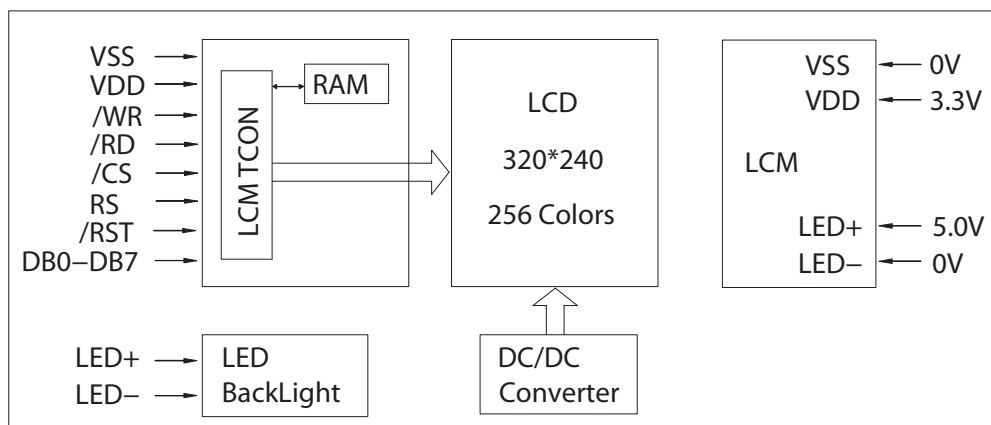 VSS
VDD
/WR
/RD
/CS
RS
/RST
DB0–DB7
LCM TCON
RAM
LCD
320*240
256 Colors
LCM
VSS
0V
VDD
3.3V
LED+
5.0V
LED–
0V
LED+
LED–
LED
BackLight
DC/DC
Converter